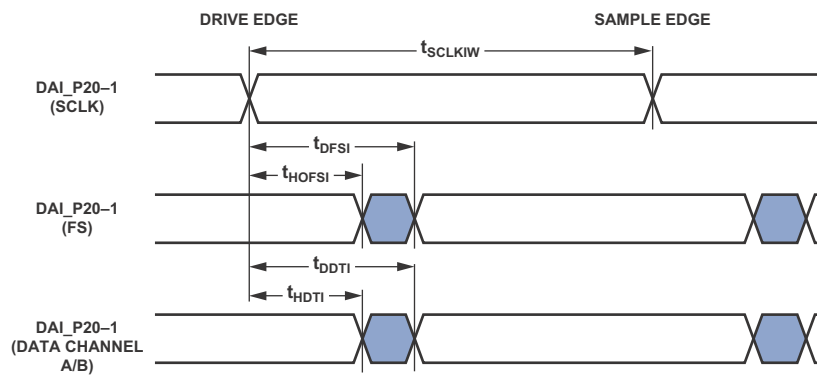 DRIVE EDGE
SAMPLE EDGE
tSCLKIW
DAI_P20–1
(SCLK)
tDFSI
tHOFSI
DAI_P20–1
(FS)
tDDTI
tHDTI
DAI_P20–1
(DATA CHANNEL
A/B)